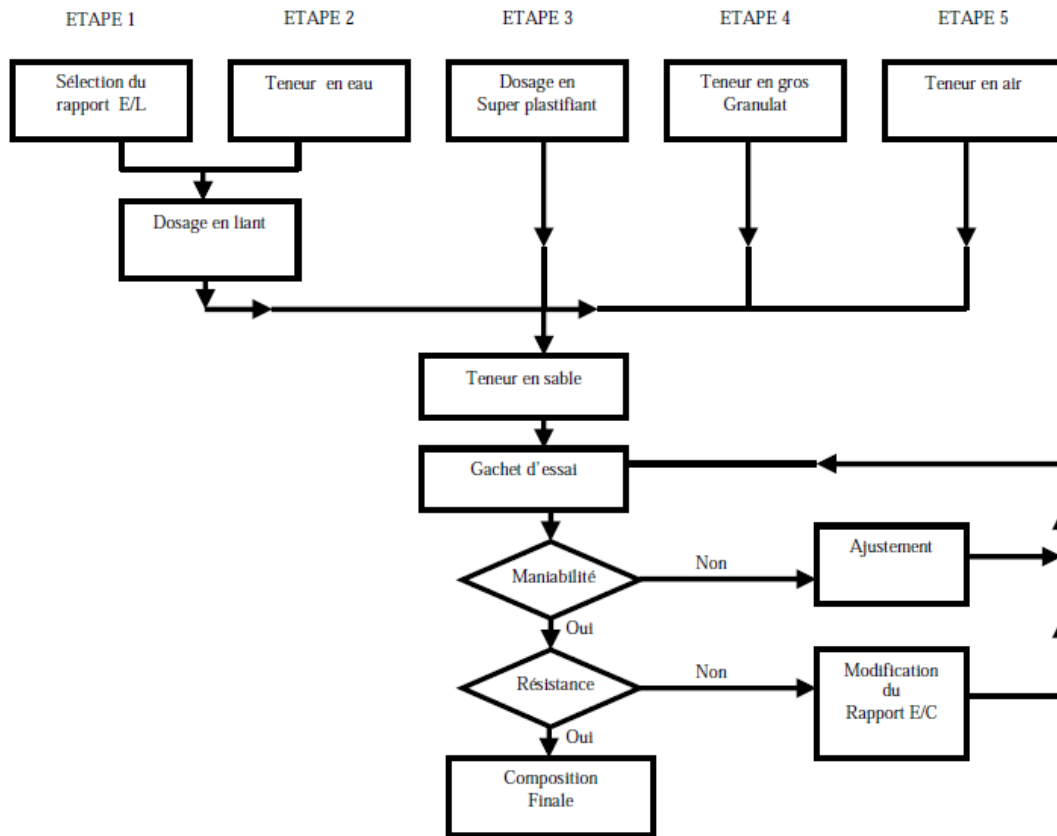 ETAPE 1
ETAPE 2
ETAPE 3
ETAPE 4
ETAPE 5
Sélection du
rapport E/L
Teneur en eau
Dosage en
Super plastifiant
Teneur en gros
Granulat
Teneur en air
Dosage en liant
Teneur en sable
Gachet d'essai
Maniabilité
Non
Ajustement
Oui
Résistance
Non
Modification
du
Rapport E/C
Oui
Composition
Finale